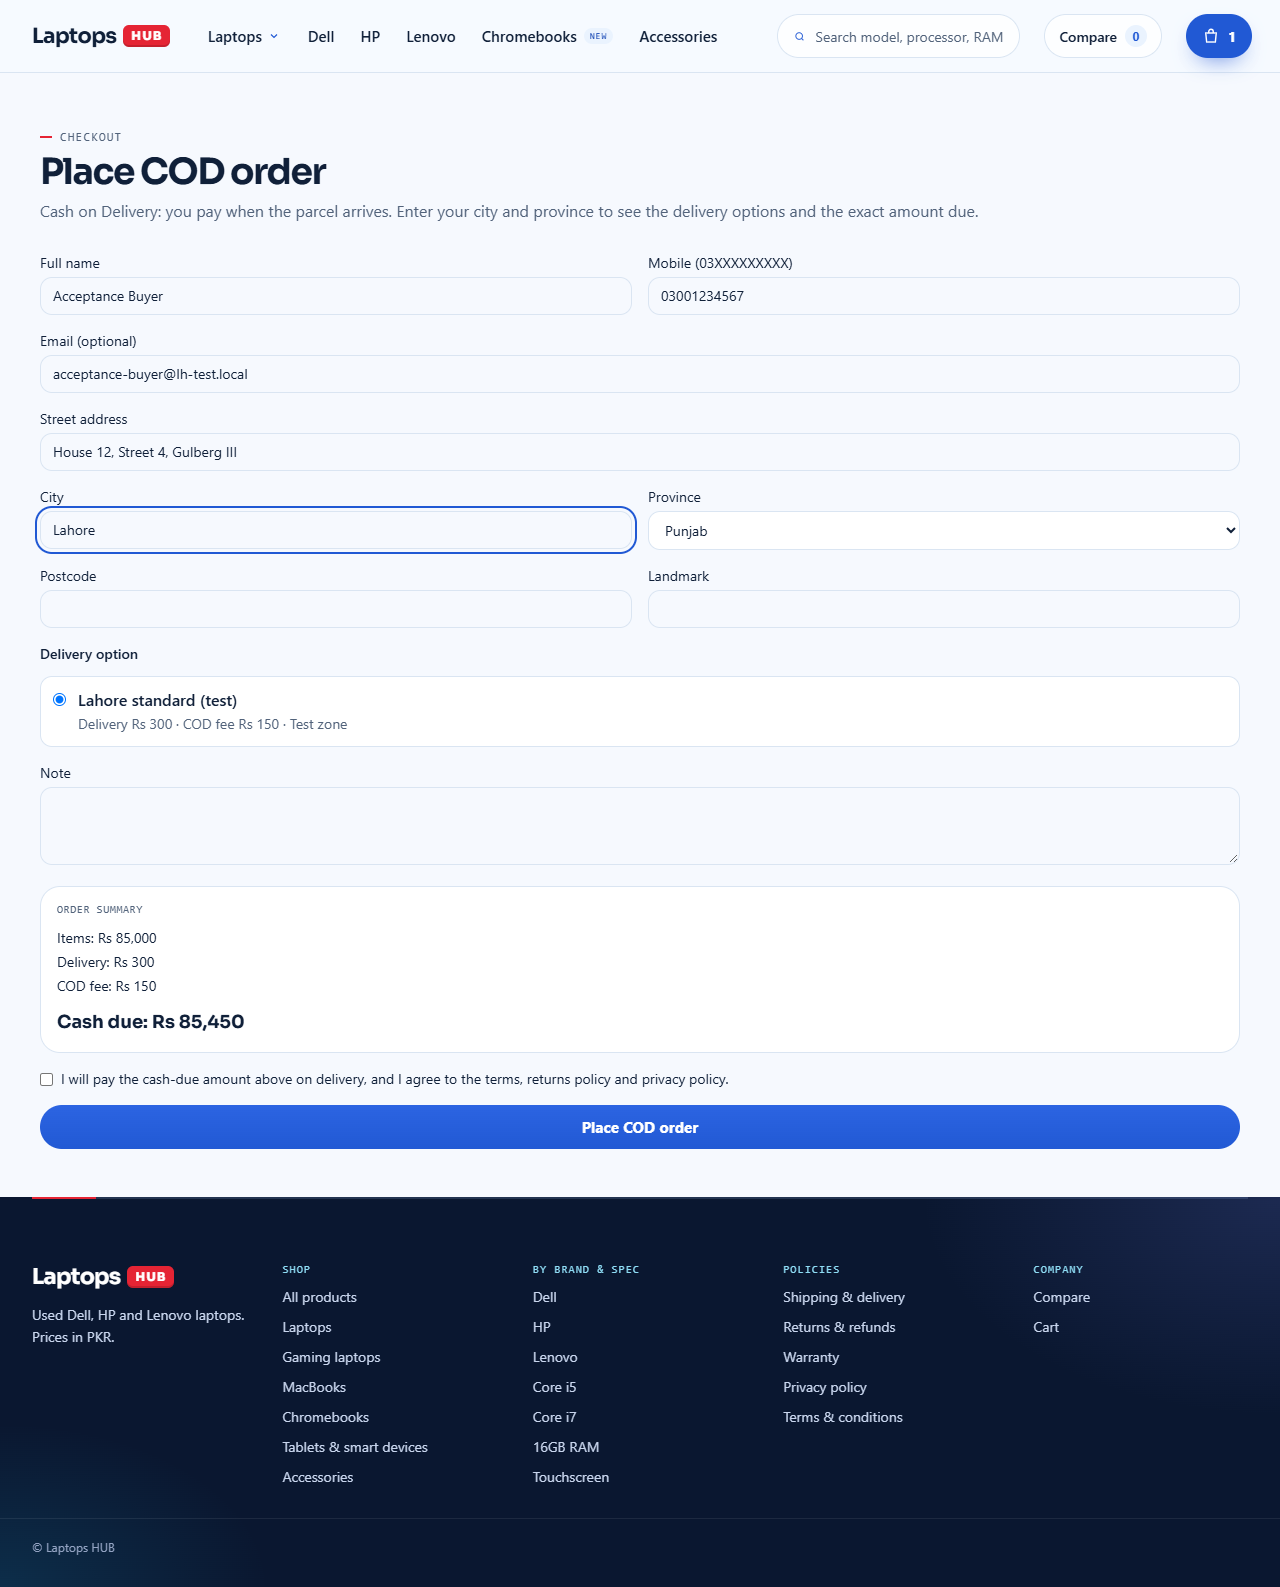 Laptops HUB
Laptops
Dell
HP
Lenovo
Chromebooks NEW
Accessories
Search model, processor, RAM
Compare 0
1
CHECKOUT
Place COD order
Cash on Delivery: you pay when the parcel arrives. Enter your city and province to see the delivery options and the exact amount due.
Full name
Acceptance Buyer
Mobile (03XXXXXXXXX)
03001234567
Email (optional)
acceptance-buyer@lh-test.local
Street address
House 12, Street 4, Gulberg III
City
Lahore
Province
Punjab
Postcode
Landmark
Delivery option
Lahore standard (test)
Delivery Rs 300 · COD fee Rs 150 · Test zone
Note
ORDER SUMMARY
Items: Rs 85,000
Delivery: Rs 300
COD fee: Rs 150
Cash due: Rs 85,450
I will pay the cash-due amount above on delivery, and I agree to the terms, returns policy and privacy policy.
Place COD order
Laptops HUB
Used Dell, HP and Lenovo laptops.
Prices in PKR.
SHOP
All products
Laptops
Gaming laptops
MacBooks
Chromebooks
Tablets & smart devices
Accessories
BY BRAND & SPEC
Dell
HP
Lenovo
Core i5
Core i7
16GB RAM
Touchscreen
POLICIES
Shipping & delivery
Returns & refunds
Warranty
Privacy policy
Terms & conditions
COMPANY
Compare
Cart
© Laptops HUB